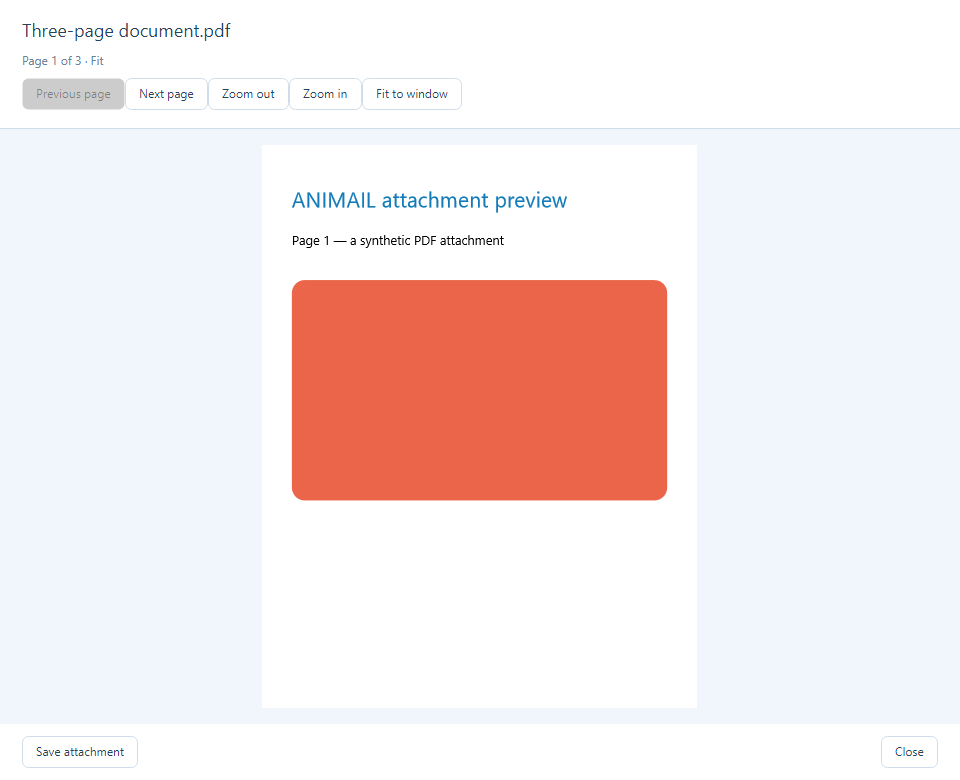 Three-page document.pdf
Page 1 of 3 · Fit
Previous page Next page Zoom out Zoom in Fit to window
ANIMAIL attachment preview
Page 1 — a synthetic PDF attachment
Save attachment Close